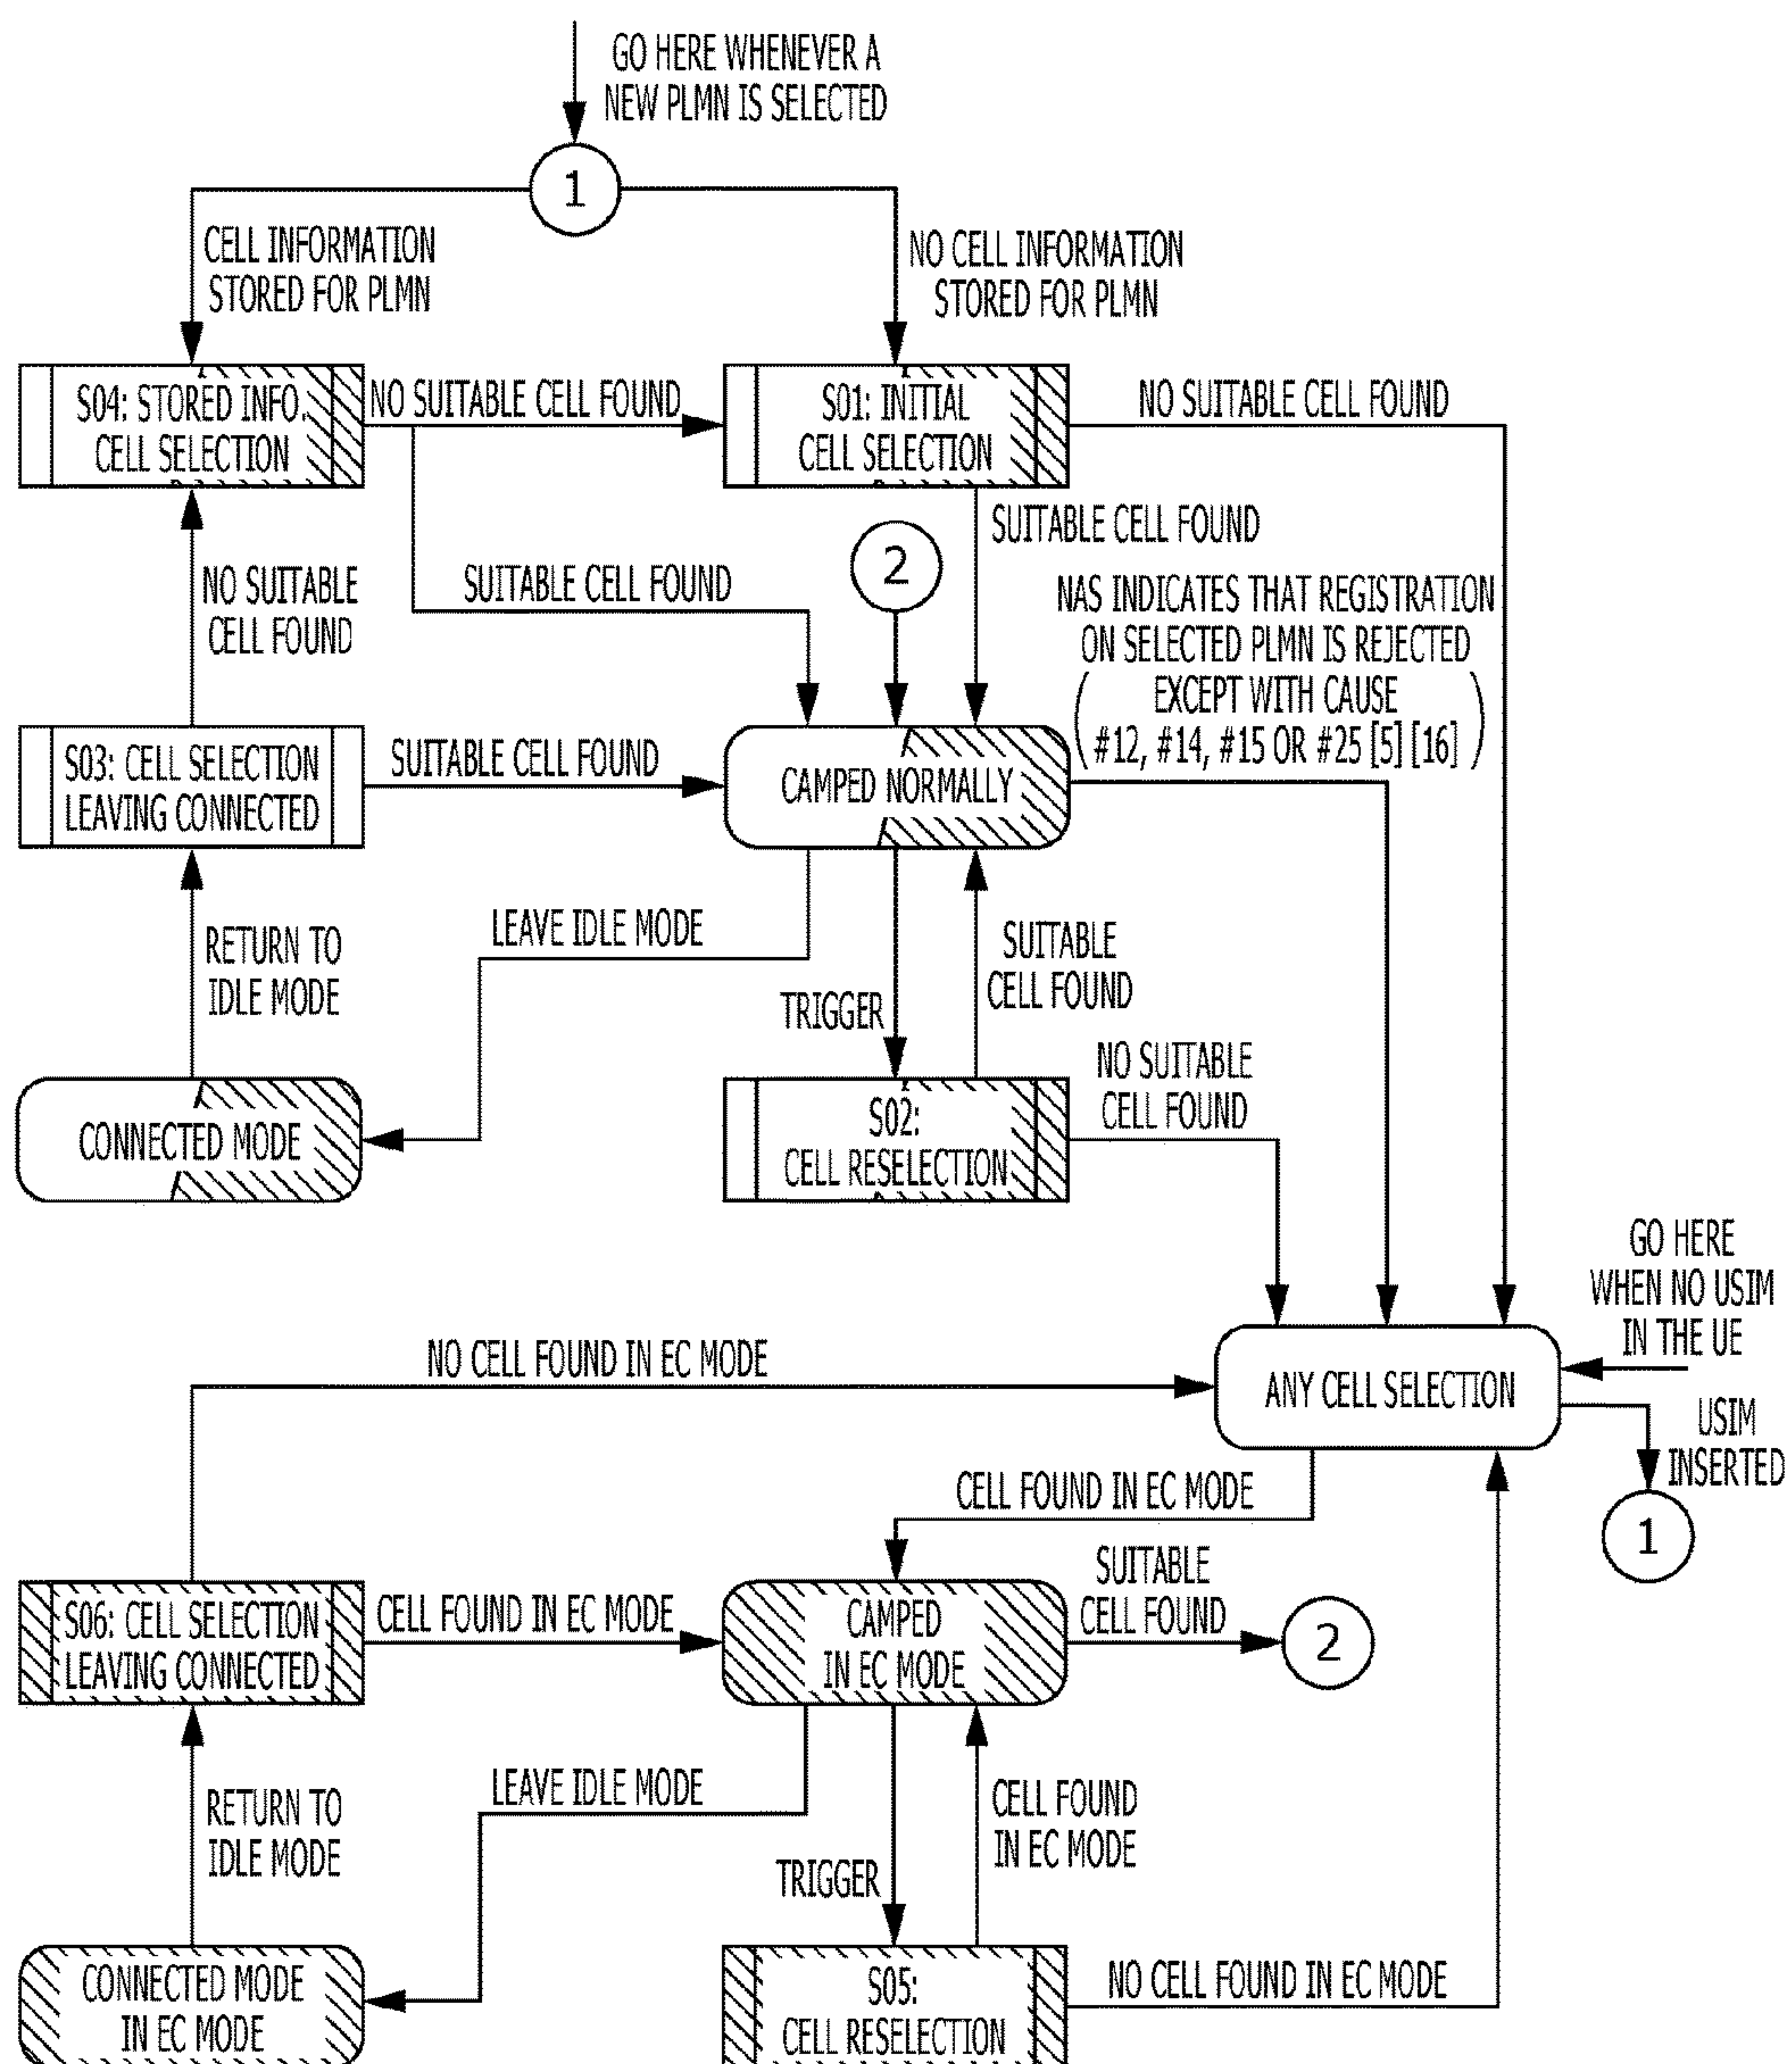 GO HERE WHENEVER A
NEW PLMN IS SELECTED
1
CELL INFORMATION
STORED FOR PLMN
NO CELL INFORMATION
STORED FOR PLMN
S04: STORED INFO.
CELL SELECTION
NO SUITABLE CELL FOUND
S01: INITIAL
CELL SELECTION
NO SUITABLE CELL FOUND
SUITABLE CELL FOUND
2
NO SUITABLE
CELL FOUND
SUITABLE CELL FOUND
NAS INDICATES THAT REGISTRATION
ON SELECTED PLMN IS REJECTED
(EXCEPT WITH CAUSE
#12, #14, #15 OR #25 [5] [16])
S03: CELL SELECTION
LEAVING CONNECTED
SUITABLE CELL FOUND
CAMPED NORMALLY
RETURN TO
IDLE MODE
LEAVE IDLE MODE
TRIGGER
SUITABLE
CELL FOUND
NO SUITABLE
CELL FOUND
CONNECTED MODE
S02:
CELL RESELECTION
GO HERE
WHEN NO USIM
IN THE UE
NO CELL FOUND IN EC MODE
ANY CELL SELECTION
USIM
INSERTED
1
CELL FOUND IN EC MODE
S06: CELL SELECTION
LEAVING CONNECTED
CELL FOUND IN EC MODE
CAMPED
IN EC MODE
SUITABLE
CELL FOUND
2
RETURN TO
IDLE MODE
LEAVE IDLE MODE
TRIGGER
CELL FOUND
IN EC MODE
CONNECTED MODE
IN EC MODE
S05:
CELL RESELECTION
NO CELL FOUND IN EC MODE